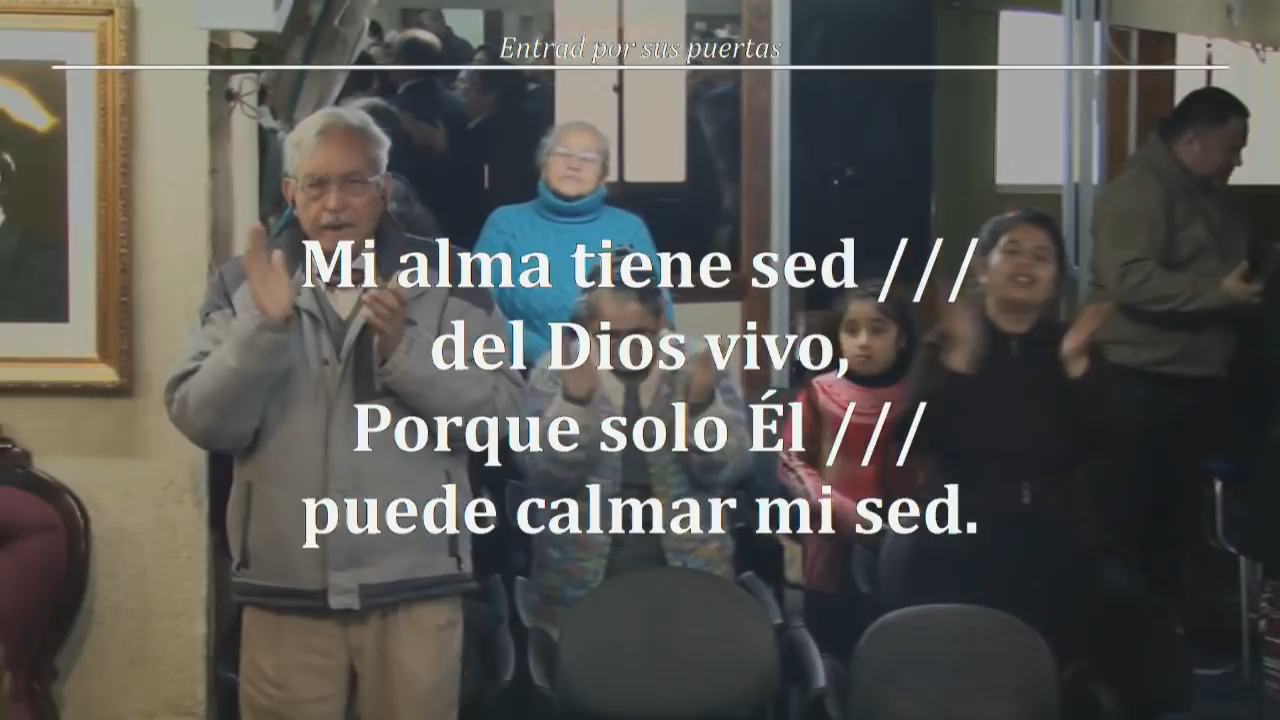 Entrad por sus puertas
Mi alma tiene sed ///
del Dios vivo,
Porque solo Él ///
puede calmar mi sed.